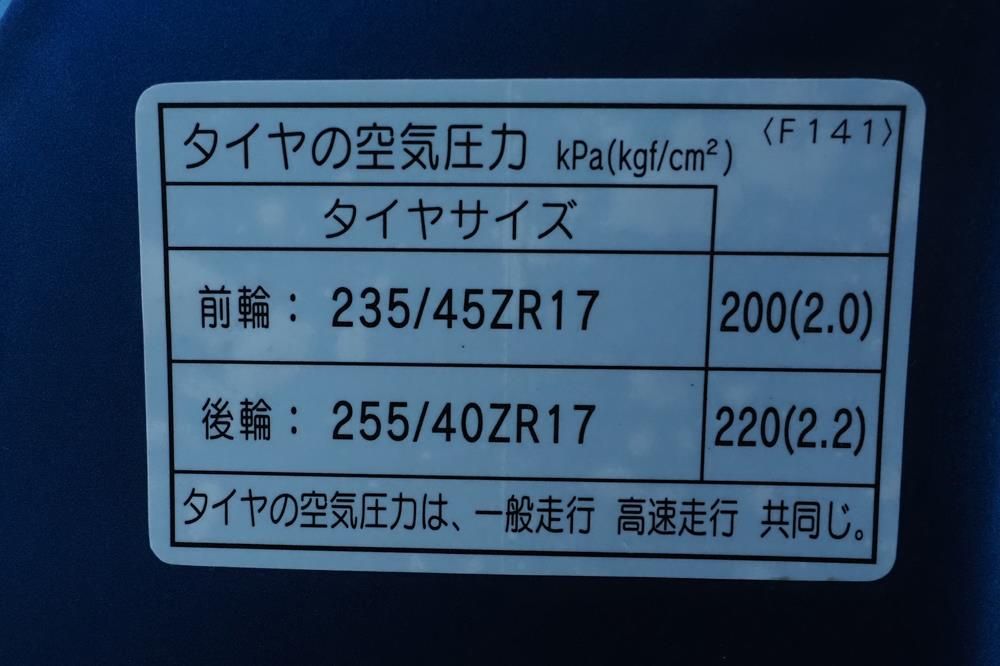 タイヤの空気圧力 kPa(kgf/cm²) 〈F141〉
タイヤサイズ
前輪： 235/45ZR17 200(2.0)
後輪： 255/40ZR17 220(2.2)
タイヤの空気圧力は、一般走行 高速走行 共同じ。